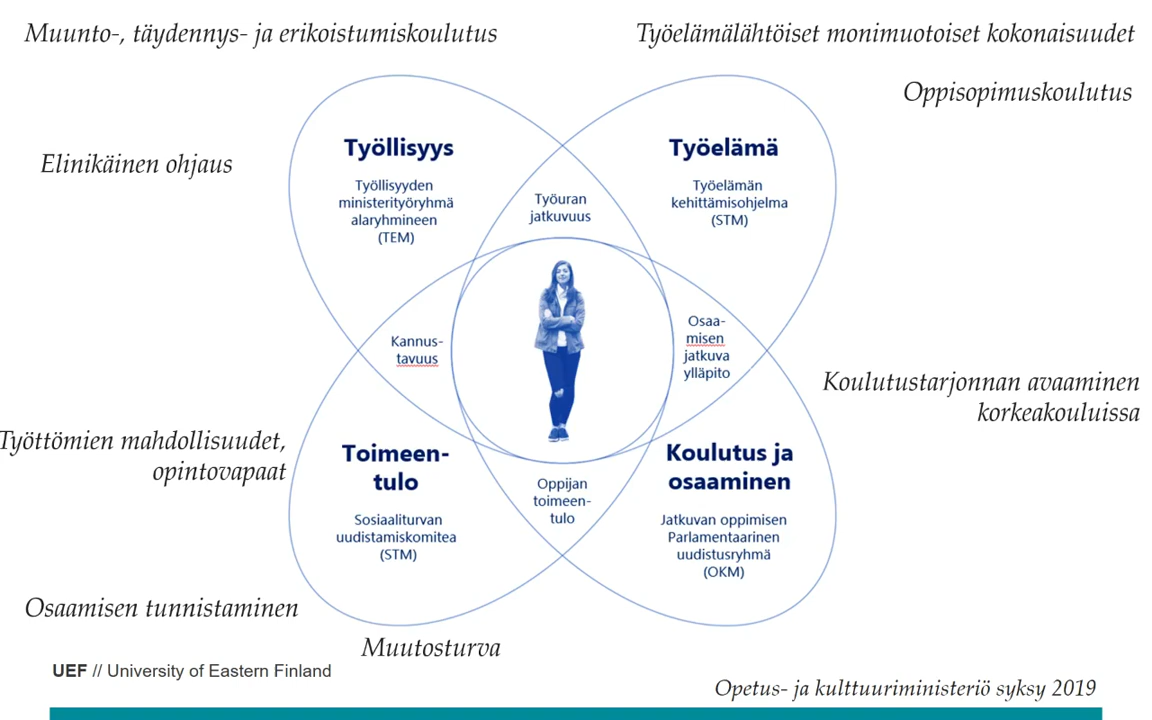 Muunto-, täydennys- ja erikoistumiskoulutus
Työelämälähtöiset monimuotoiset kokonaisuudet
Oppisopimuskoulutus
Elinikäinen ohjaus
Työllisyys
Työllisyyden
ministerityöryhmä
alaryhmineen
(TEM)
Työuran
jatkuvuus
Työelämä
Työelämän
kehittämisohjelma
(STM)
Kannus-
tavuus
Osaa-
misen
jatkuva
ylläpito
Koulutustarjonnan avaaminen
korkeakouluissa
Työttömien mahdollisuudet,
opintovapaat
Toimeen-
tulo
Sosiaaliturvan
uudistamiskomitea
(STM)
Oppijan
toimeen-
tulo
Koulutus ja
osaaminen
Jatkuvan oppimisen
Parlamentaarinen
uudistusryhmä
(OKM)
Osaamisen tunnistaminen
Muutosturva
UEF // University of Eastern Finland
Opetus- ja kulttuuriministeriö syksy 2019